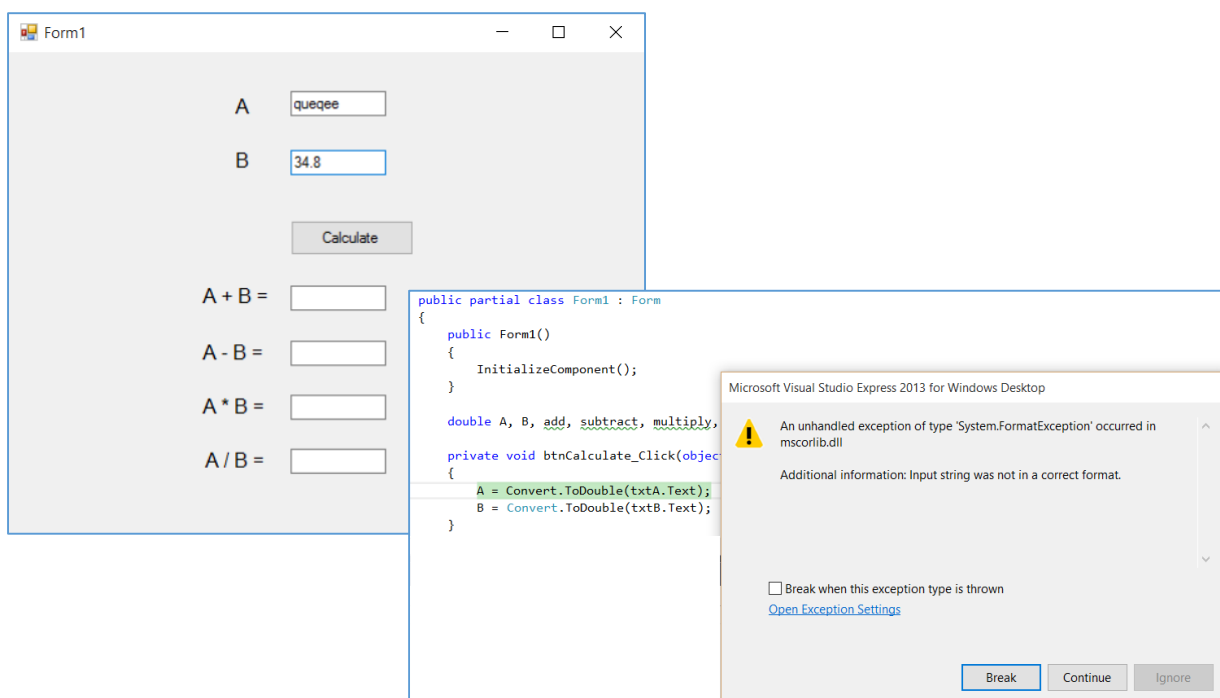 Form1
A
queqee
B
34.8
Calculate
A + B =
A - B =
A * B =
A / B =
public partial class Form1 : Form
{
public Form1()
{
InitializeComponent();
}
double A, B, add, subtract, multiply,
private void btnCalculate_Click(objec
{
A = Convert.ToDouble(txtA.Text);
B = Convert.ToDouble(txtB.Text);
}
Microsoft Visual Studio Express 2013 for Windows Desktop
An unhandled exception of type 'System.FormatException' occurred in
mscorlib.dll
Additional information: Input string was not in a correct format.
Break when this exception type is thrown
Open Exception Settings
Break
Continue
Ignore